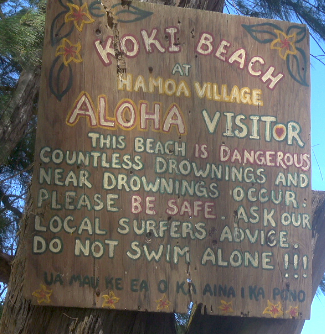 KOKI BEACH
AT
HAMOA VILLAGE
ALOHA VISITOR
THIS BEACH IS DANGEROUS
COUNTLESS DROWNINGS AND
NEAR DROWNINGS OCCUR.
PLEASE BE SAFE. ASK OUR
LOCAL SURFERS ADVICE.
DO NOT SWIM ALONE !!!
UA MAU KE EA O KA AINA I KA PONO